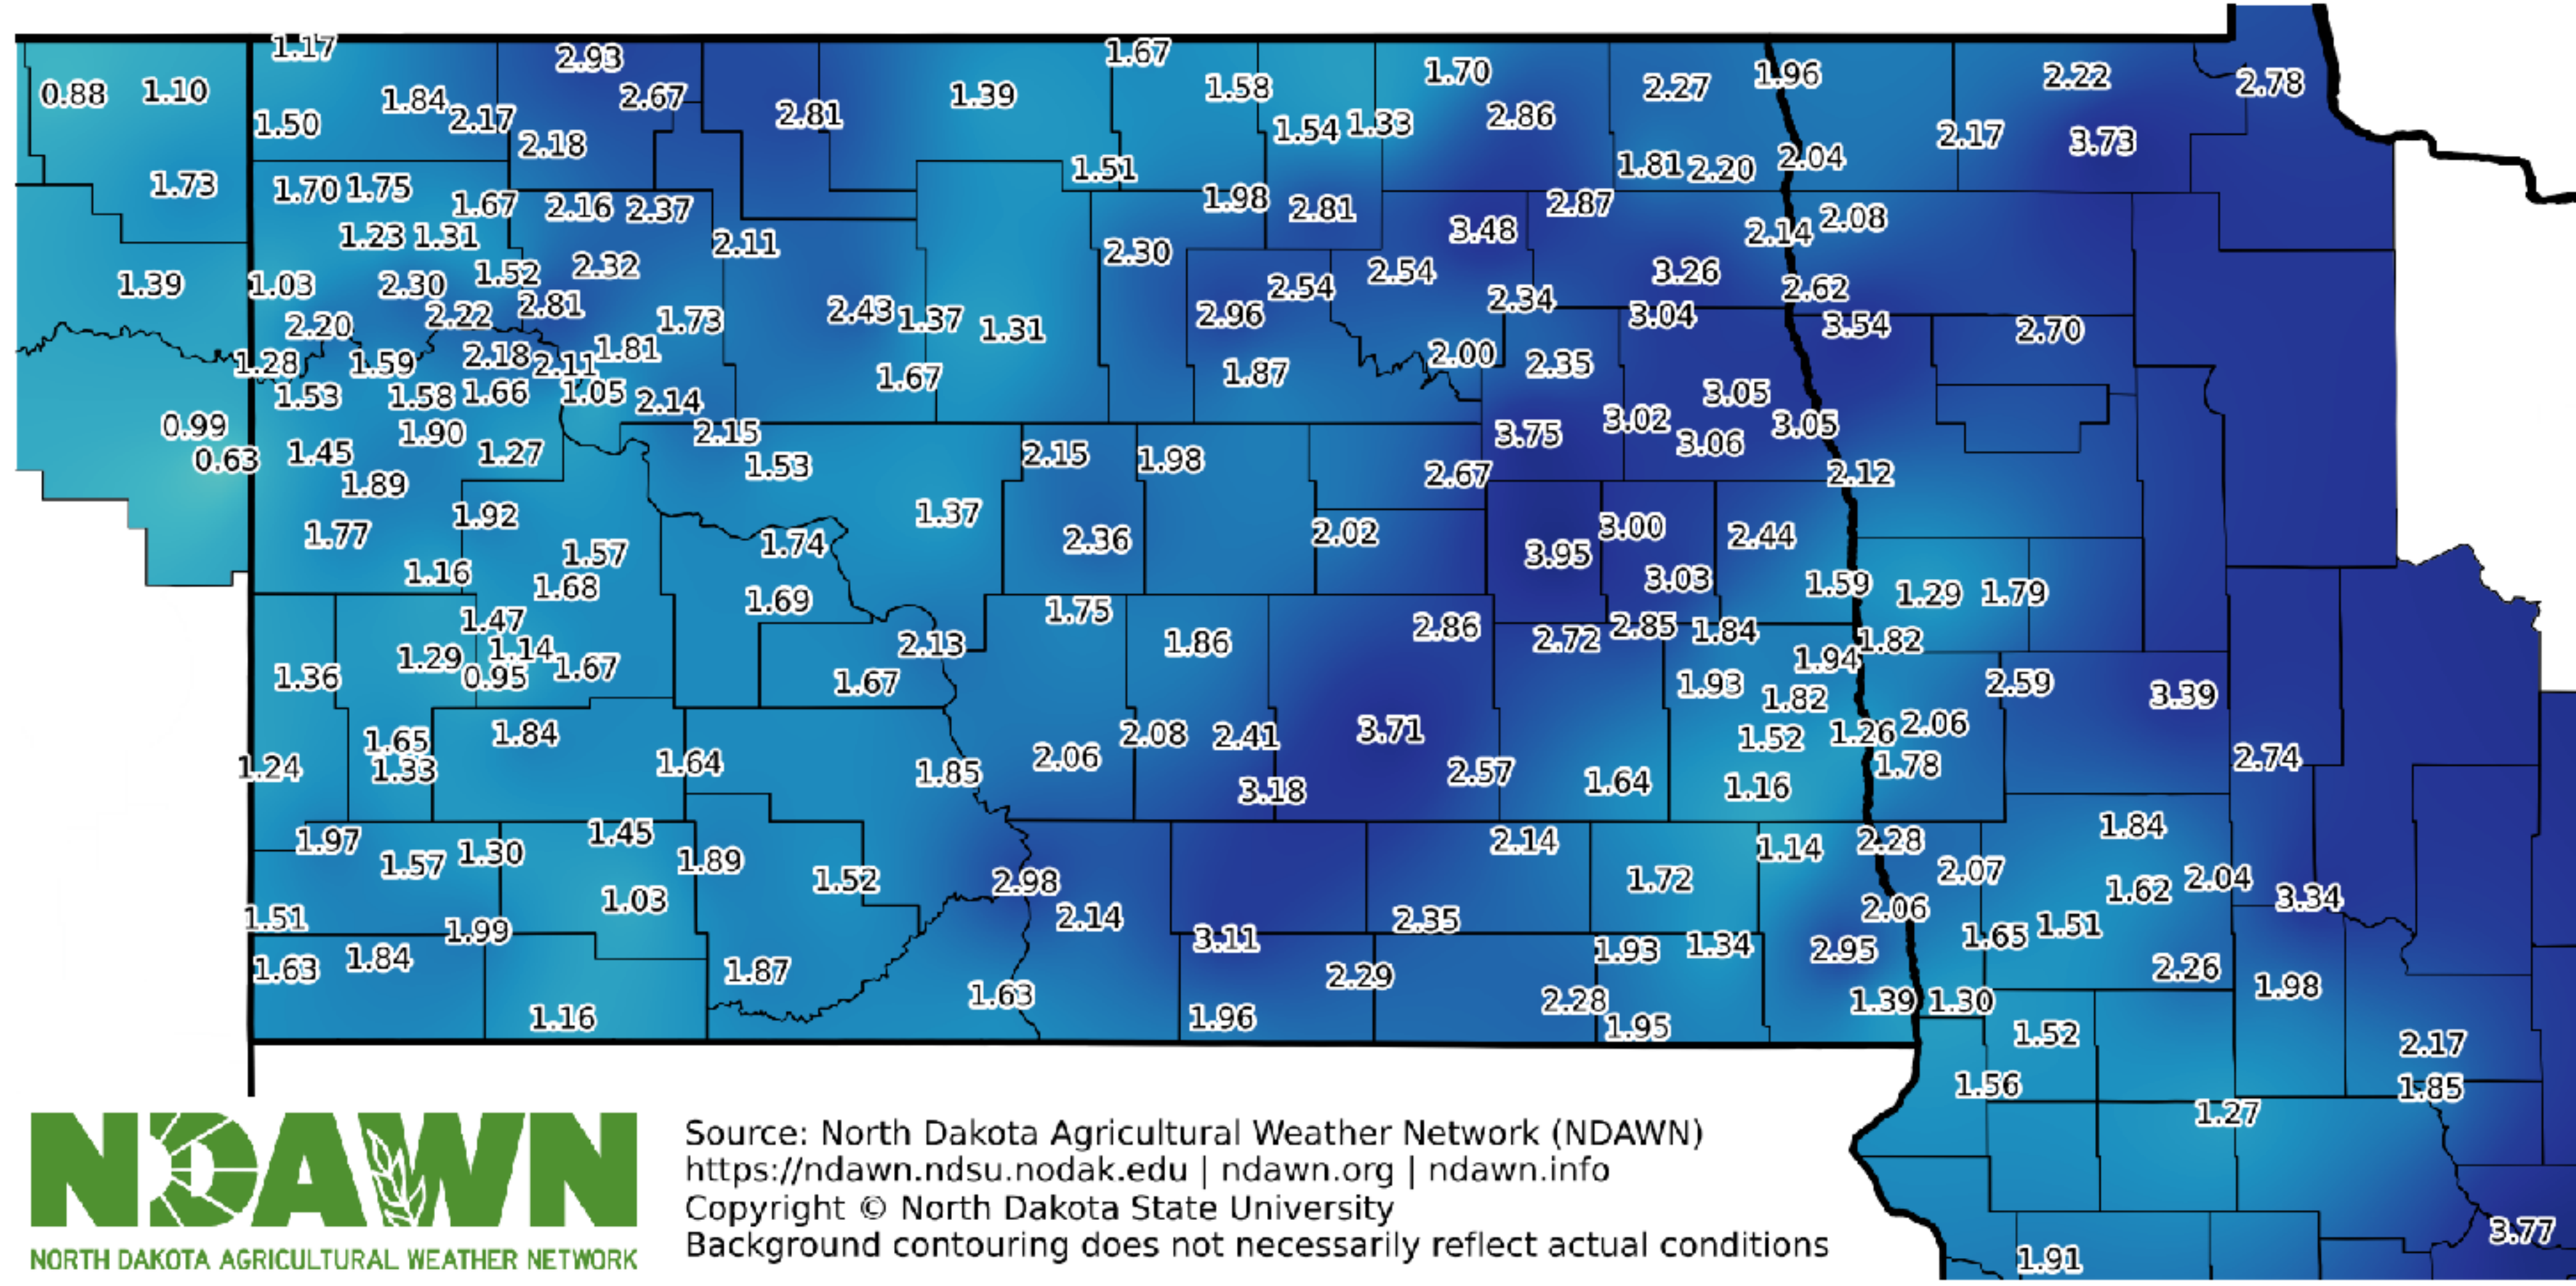 1.17 2.93 1.67
0.88 1.10 1.84 2.67 2.81 1.39 1.58 1.70 2.27 1.96 2.22 2.78
1.50 2.17 1.54 1.33 2.86 2.17 3.73
2.18
1.73 1.70 1.75 1.51 1.81 2.20 2.04
1.67 2.16 2.37 1.98 2.81 2.87
1.23 1.31 2.11 2.30 3.48 2.14 2.08
1.39 1.03 2.30 1.52 2.32 2.54 2.54 3.26 2.62
2.20 2.22 2.81 1.73 2.43 1.37 1.31 2.96 2.34 3.04 3.54 2.70
1.28 1.59 2.18 2.11 1.81 1.67 1.87 2.00 2.35
1.53 1.58 1.66 1.05 2.14 3.05
0.99 1.90 2.15 3.75 3.02 3.06 3.05
0.63 1.45 1.27 1.53 2.15 1.98 2.67 2.12
1.89
1.77 1.92 1.74 1.37 2.36 2.02 3.95 3.00 2.44
1.16 1.57
1.68 1.69 3.03 1.59 1.29 1.79
1.47 2.13 1.75 1.86 2.86 2.72 2.85 1.84 1.82
1.36 1.29 1.14 1.67 1.94
0.95 1.67 1.93 1.82 2.59 3.39
1.65 1.84 2.08 2.41 3.71 1.52 1.26 2.06
1.24 1.33 1.64 1.85 2.06 3.18 2.57 1.64 1.16 1.78 2.74
1.97 1.57 1.30 1.45 1.89 2.14 1.14 2.28 1.84
1.03 1.52 2.98 1.72 2.07 1.62 2.04 3.34
1.51 1.99 2.14 3.11 2.35 2.06 1.65 1.51
1.63 1.84 1.87 2.29 1.93 1.34 2.95 2.26 1.98
1.16 1.63 1.96 2.28 1.95 1.39 1.30 1.52 2.17
1.56 1.85
1.27
3.77
1.91
NDAWN
NORTH DAKOTA AGRICULTURAL WEATHER NETWORK
Source: North Dakota Agricultural Weather Network (NDAWN)
https://ndawn.ndsu.nodak.edu | ndawn.org | ndawn.info
Copyright © North Dakota State University
Background contouring does not necessarily reflect actual conditions